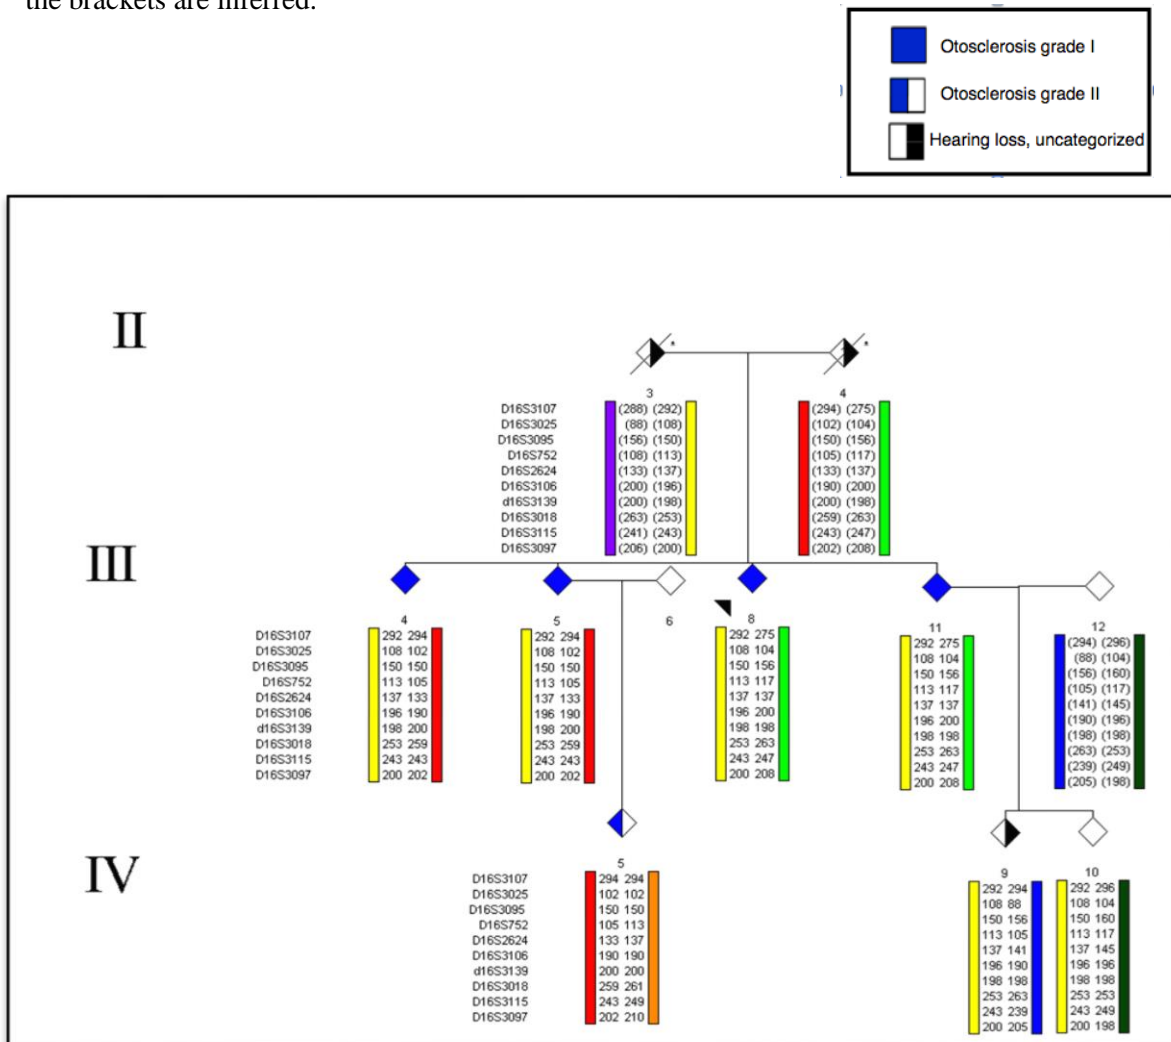 the brackets are inferred.
Otosclerosis grade I
Otosclerosis grade II
Hearing loss, uncategorized
II
* *
3 4
D16S3107 (288) (292) (294) (275)
D16S3025 (88) (108) (102) (104)
D16S3095 (156) (150) (150) (156)
D16S752 (108) (113) (105) (117)
D16S2624 (133) (137) (133) (137)
D16S3106 (200) (196) (190) (200)
d16S3139 (200) (198) (200) (198)
D16S3018 (263) (253) (259) (263)
D16S3115 (241) (243) (243) (247)
D16S3097 (206) (200) (202) (208)
III
4 5 6 8 11 12
D16S3107 292 294 292 294 292 275 292 275 (294) (296)
D16S3025 108 102 108 102 108 104 108 104 (88) (104)
D16S3095 150 150 150 150 150 156 150 156 (156) (160)
D16S752 113 105 113 105 113 117 113 117 (105) (117)
D16S2624 137 133 137 133 137 137 137 137 (141) (145)
D16S3106 196 190 196 190 196 200 196 200 (190) (196)
d16S3139 198 200 198 200 198 198 198 198 (198) (198)
D16S3018 253 259 253 259 253 263 253 263 (263) (253)
D16S3115 243 243 243 243 243 247 243 247 (239) (249)
D16S3097 200 202 200 202 200 208 200 208 (205) (198)
IV
5 9 10
D16S3107 294 294 292 294 292 296
D16S3025 102 102 108 88 108 104
D16S3095 150 150 150 156 150 160
D16S752 105 113 113 105 113 117
D16S2624 133 137 137 141 137 145
D16S3106 190 190 196 190 196 196
d16S3139 200 200 198 198 198 198
D16S3018 259 261 253 263 253 253
D16S3115 243 249 243 239 243 249
D16S3097 202 210 200 205 200 198